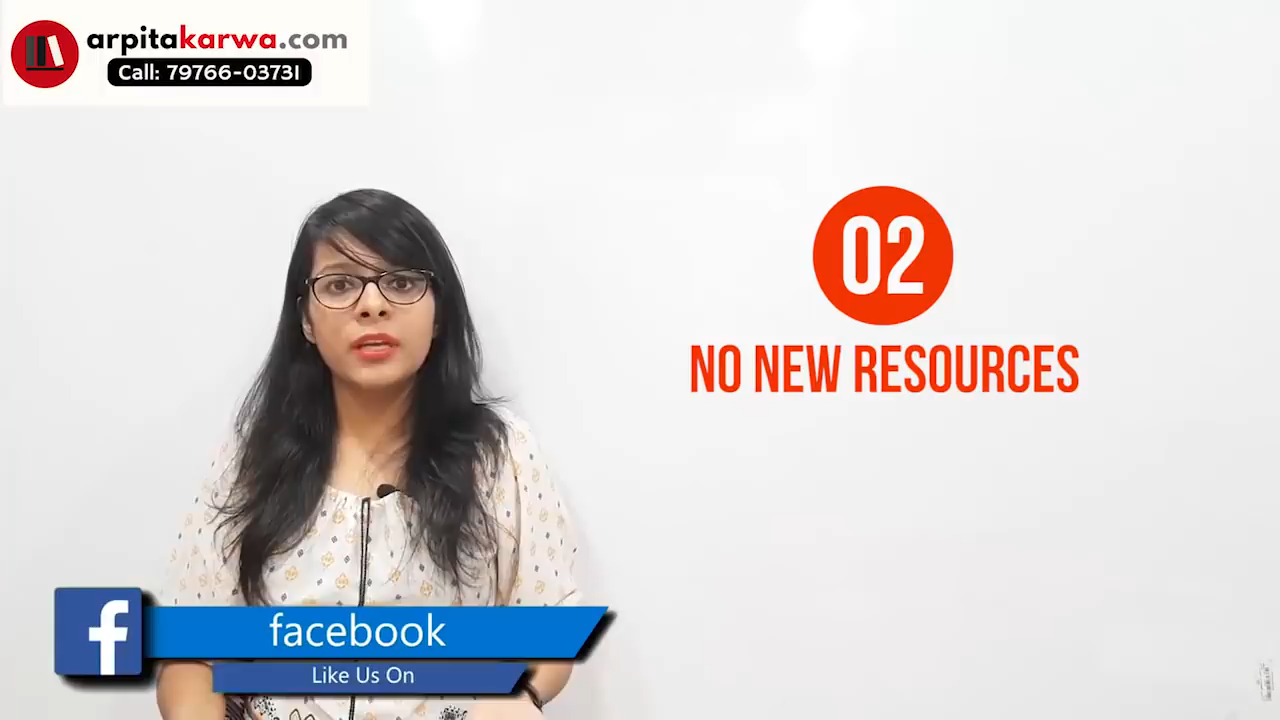 arpitakarwa.com
Call: 79766-03731
02
NO NEW RESOURCES
f
facebook
Like Us On